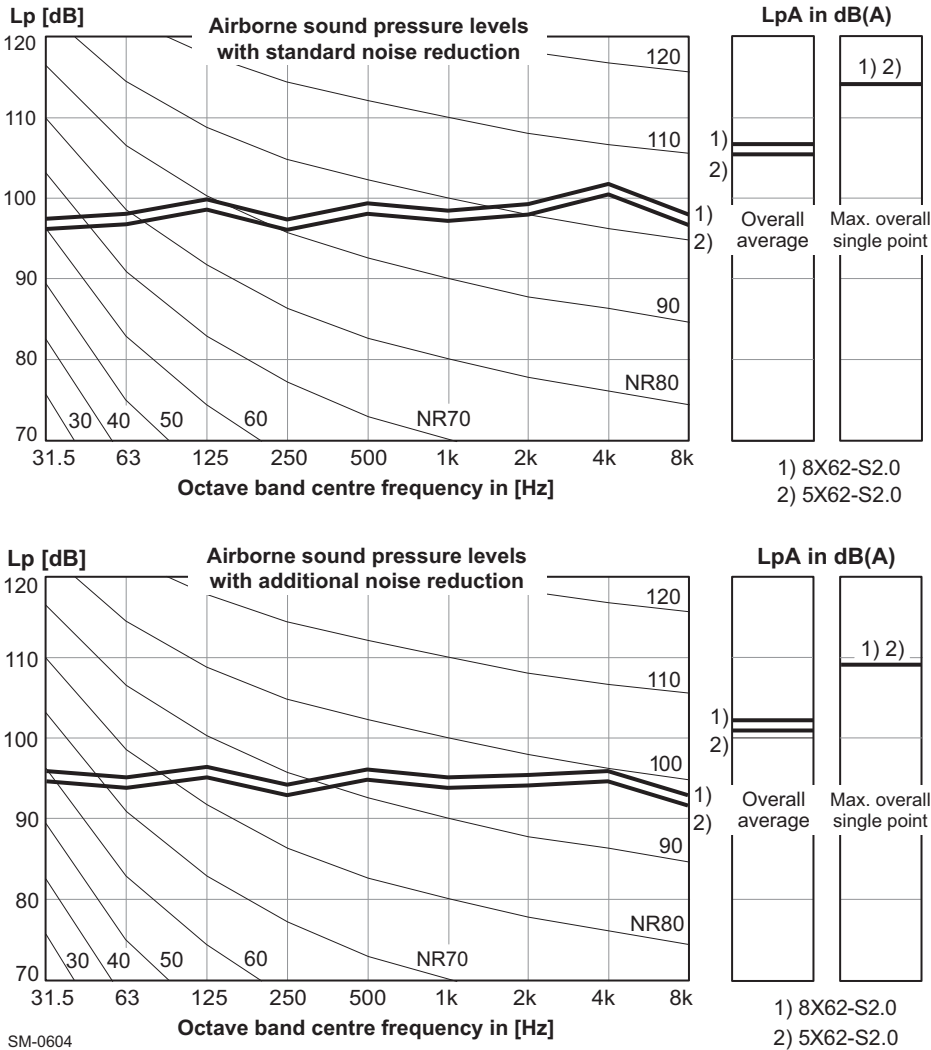 Lp [dB]
Airborne sound pressure levels
with standard noise reduction
LpA in dB(A)
120
110
100
90
80
70
120
110
90
NR80
NR70
60
50
40
30
1)
2)
31.5 63 125 250 500 1k 2k 4k 8k
Octave band centre frequency in [Hz]
1)
2)
Overall
average
1) 2)
Max. overall
single point
1) 8X62-S2.0
2) 5X62-S2.0
Lp [dB]
Airborne sound pressure levels
with additional noise reduction
LpA in dB(A)
120
110
100
90
80
70
120
110
100
90
NR80
NR70
60
50
40
30
1)
2)
31.5 63 125 250 500 1k 2k 4k 8k
Octave band centre frequency in [Hz]
1)
2)
Overall
average
1) 2)
Max. overall
single point
1) 8X62-S2.0
2) 5X62-S2.0
SM-0604